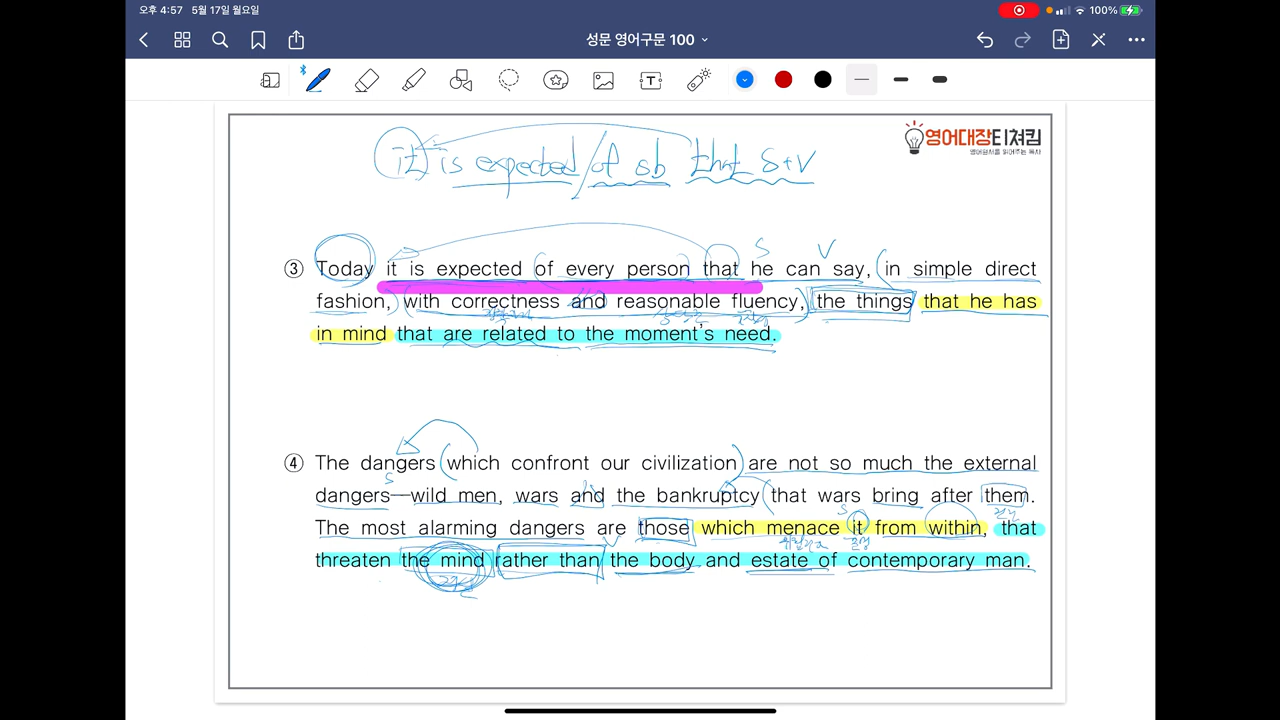 오후 4:57 5월 17일 월요일
100%
성문 영어구문 100
영어대장티쳐킴
it is expected / of sb that S+V
S V
③ Today it is expected of every person that he can say, in simple direct
fashion, with correctness and reasonable fluency, the things that he has
in mind that are related to the moment's need.
④ The dangers which confront our civilization are not so much the external
dangers—wild men, wars and the bankruptcy that wars bring after them.
S
The most alarming dangers are those which menace it from within, that
V
threaten the mind rather than the body and estate of contemporary man.